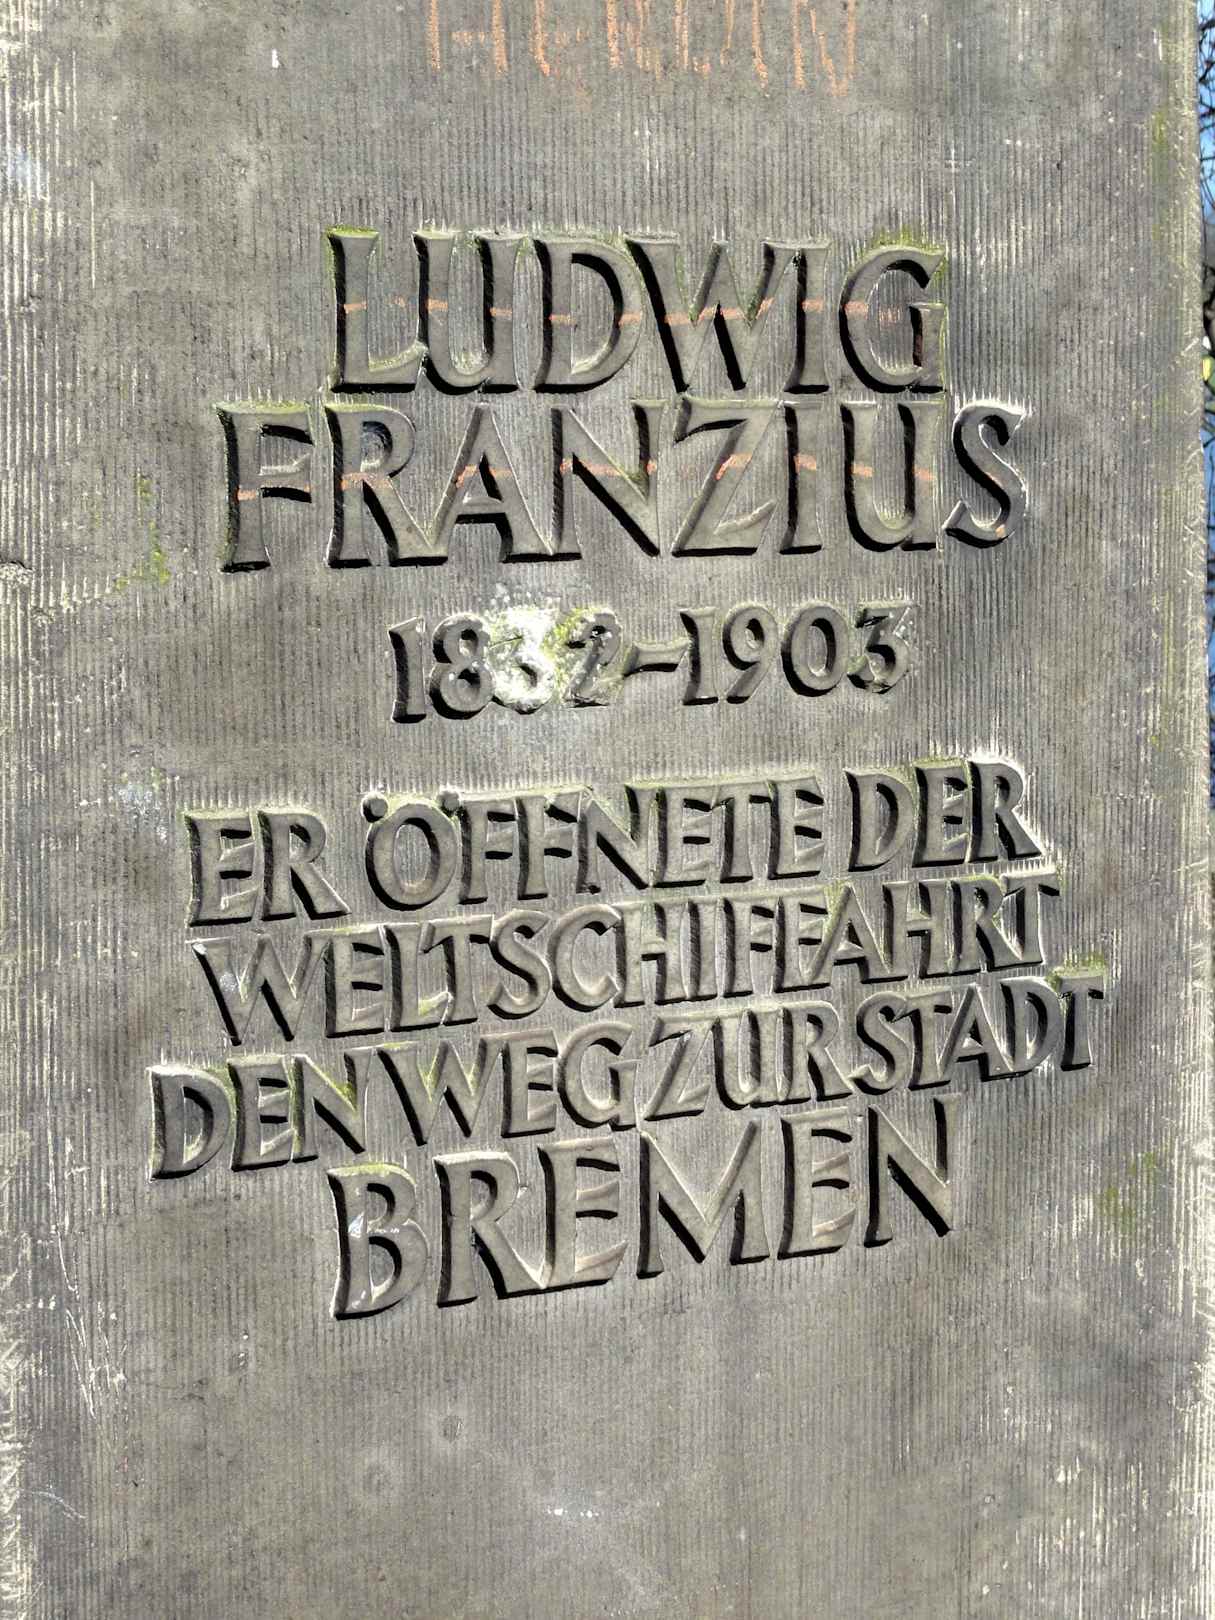 LUDWIG
FRANZIUS
1832–1903
ER ÖFFNETE DER
WELTSCHIFFAHRT
DEN WEG ZUR STADT
BREMEN